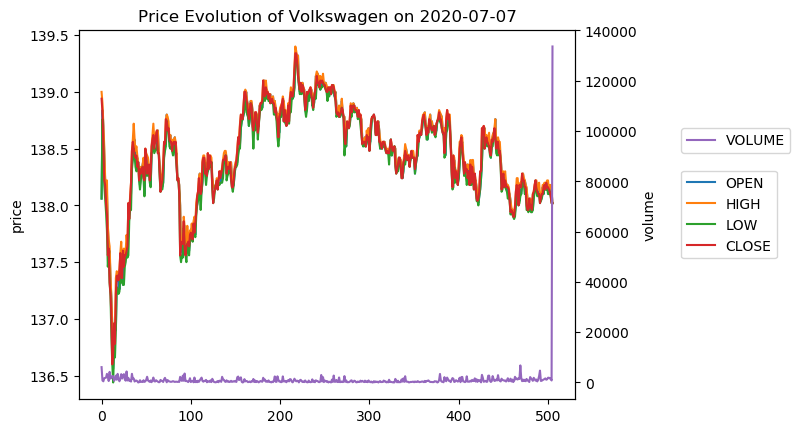 Price Evolution of Volkswagen on 2020-07-07
139.5
139.0
138.5
138.0
137.5
137.0
136.5
price
0
100
200
300
400
500
140000
120000
100000
80000
60000
40000
20000
0
volume
VOLUME
OPEN
HIGH
LOW
CLOSE